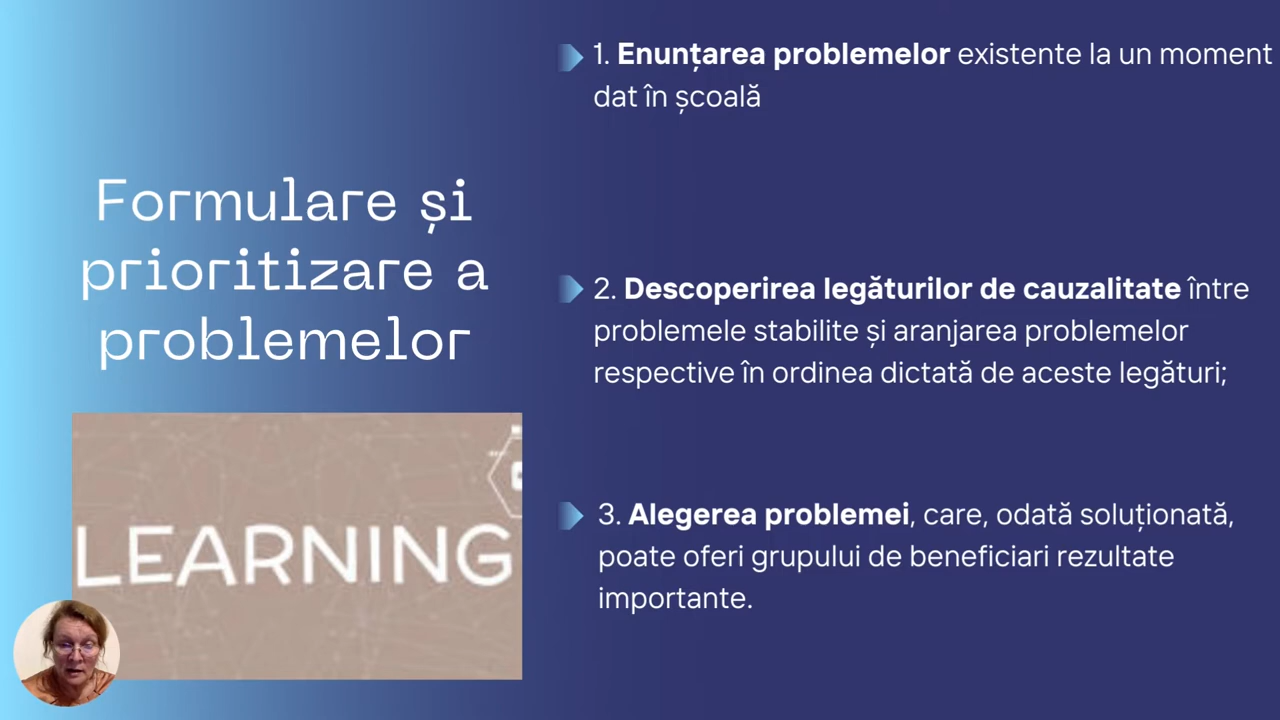 Formulare și
prioritizare a
problemelor
LEARNING
1. Enunțarea problemelor existente la un moment
dat în școală
2. Descoperirea legăturilor de cauzalitate între
problemele stabilite și aranjarea problemelor
respective în ordinea dictată de aceste legături;
3. Alegerea problemei, care, odată soluționată,
poate oferi grupului de beneficiari rezultate
importante.